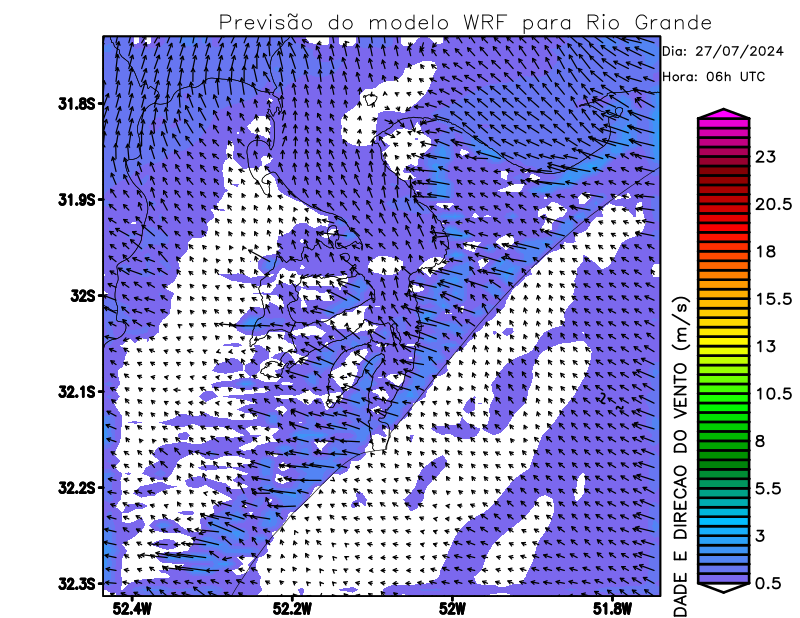 Previsão do modelo WRF para Rio Grande
Dia: 27/07/2024
Hora: 06h UTC
31.8S
31.9S
32S
32.1S
32.2S
32.3S
52.4W
52.2W
52W
51.8W
DADE E DIRECAO DO VENTO (m/s)
23
20.5
18
15.5
13
10.5
8
5.5
3
0.5